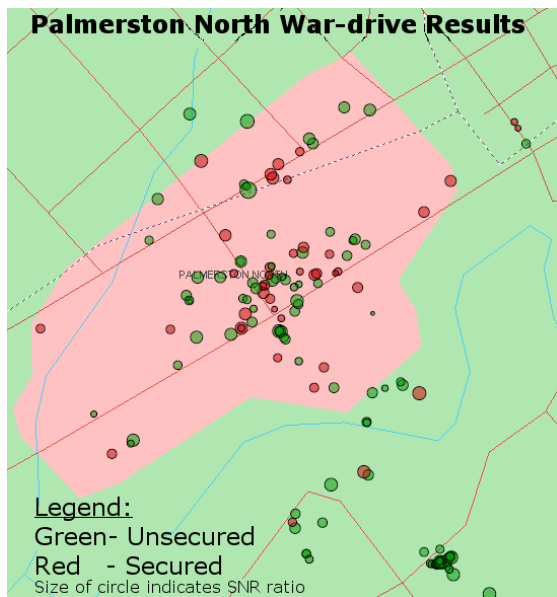 Palmerston North War-drive Results
PALMERSTON NORTH
Legend:
Green- Unsecured
Red - Secured
Size of circle indicates SNR ratio